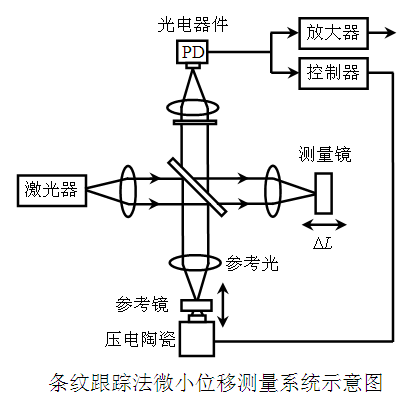 光电器件
PD
放大器
控制器
激光器
测量镜
ΔL
参考光
参考镜
压电陶瓷
条纹跟踪法微小位移测量系统示意图